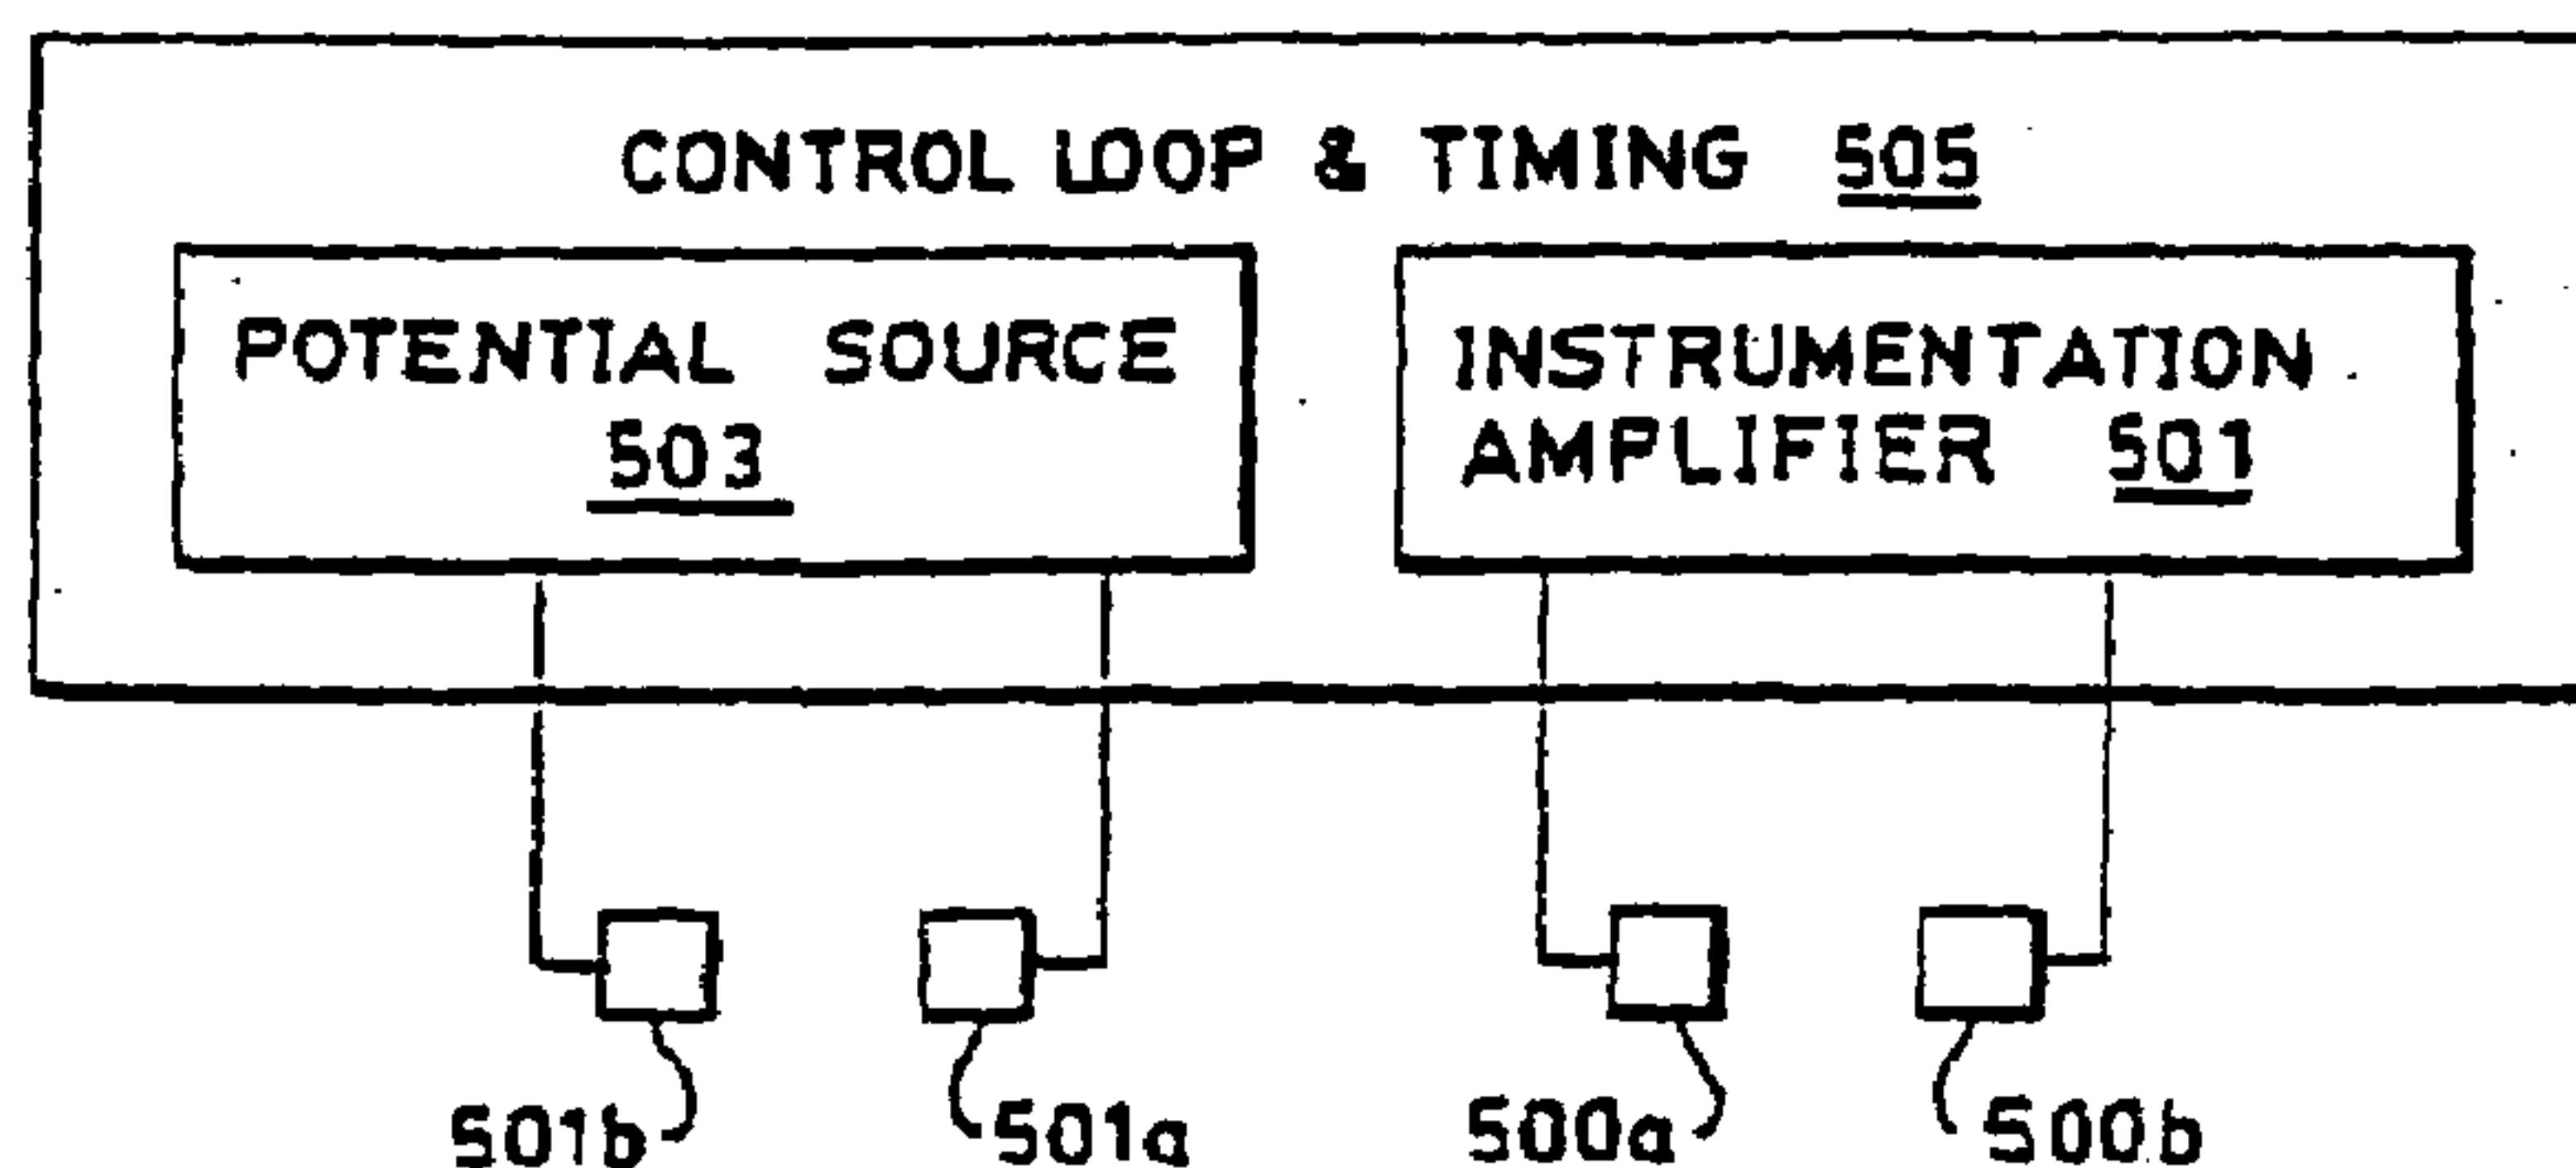 CONTROL LOOP & TIMING 505
POTENTIAL SOURCE
503
INSTRUMENTATION
AMPLIFIER 501
501b
501a
500a
500b